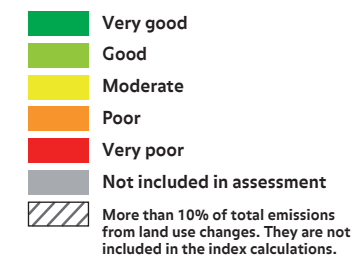 Very good
Good
Moderate
Poor
Very poor
Not included in assessment
More than 10% of total emissions
from land use changes. They are not
included in the index calculations.